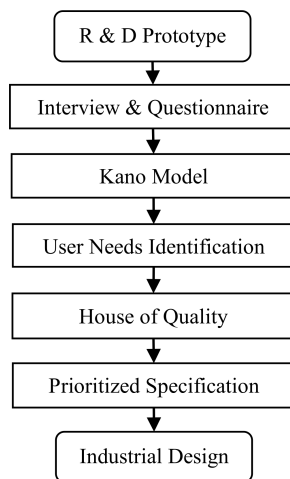 R & D Prototype
Interview & Questionnaire
Kano Model
User Needs Identification
House of Quality
Prioritized Specification
Industrial Design